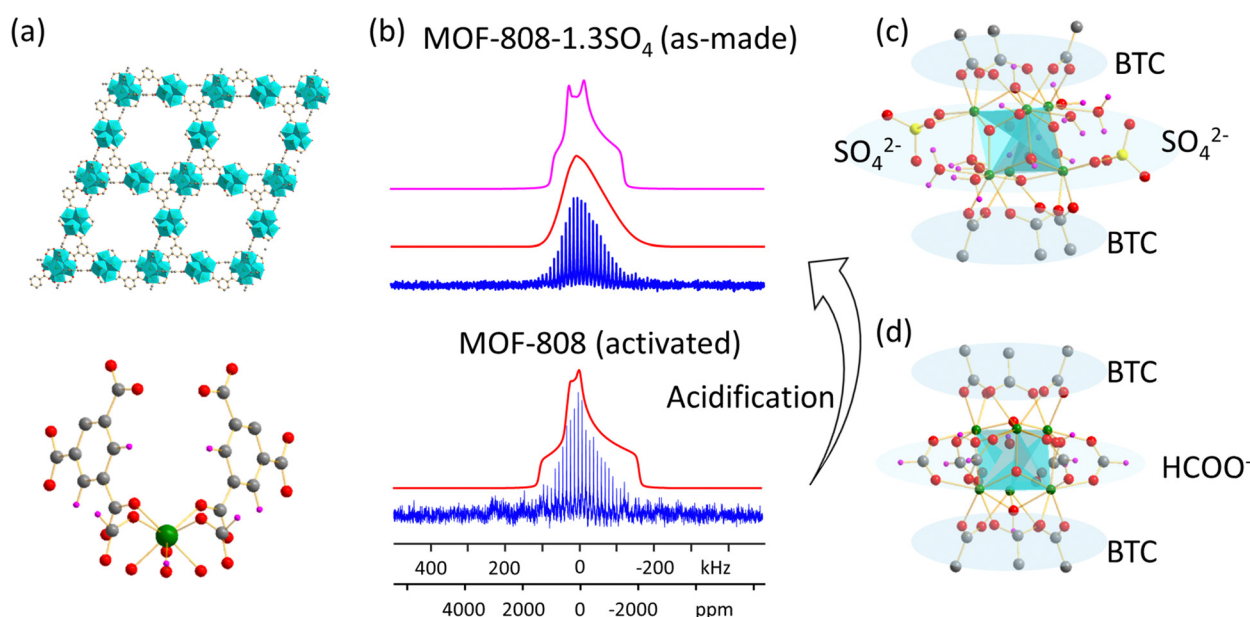 (a)
(b)
MOF-808-1.3SO₄ (as-made)
MOF-808 (activated)
Acidification
400 200 0 -200 kHz
4000 2000 0 -2000 ppm
(c)
BTC
SO₄²⁻
SO₄²⁻
BTC
(d)
BTC
HCOO⁻
BTC